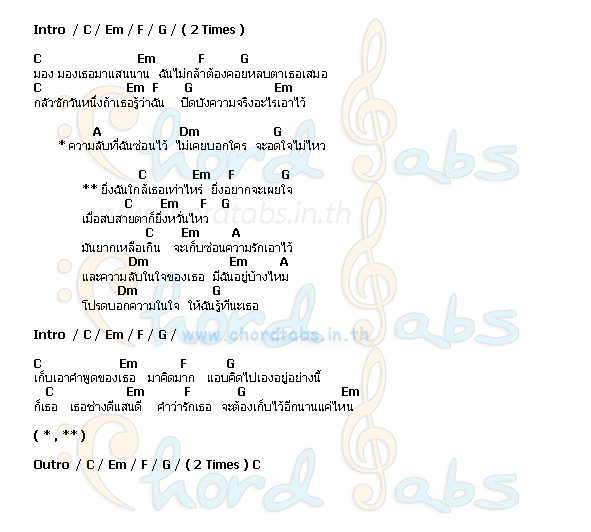 Intro / C / Em / F / G / ( 2 Times )
C Em F G
มอง มองเธอมาแสนนาน ฉันไม่กล้าต้องคอยหลบตาเธอเสมอ
C Em F G Em
กลัวซักวันหนึ่งถ้าเธอรู้ว่าฉัน ปิดบังความจริงอะไรเอาไว้
A Dm G
* ความลับที่ฉันซ่อนไว้ ไม่เคยบอกใคร จะอดใจไม่ไหว
C Em F G
** ยิ่งฉันใกล้เธอเท่าไหร่ ยิ่งอยากจะเผยใจ
C Em F G
เมื่อสบสายตาก็ยิ่งหวั่นไหว
C Em A
มันยากเหลือเกิน จะเก็บซ่อนความรักเอาไว้
Dm Em A
และความลับในใจของเธอ มีฉันอยู่บ้างไหม
Dm G
โปรดบอกความในใจ ให้ฉันรู้ที่นะเธอ
Intro / C / Em / F / G /
www.chordtabs.in.th
C Em F G
เก็บเอาคำพูดของเธอ มาคิดมาก แอบคิดไปเองอยู่อย่างนี้
C Em F G Em
ก็เธอ เธอช่างดีแสนดี คำว่ารักเธอ จะต้องเก็บไว้อีกนานแค่ไหน
( * , ** )
Outro / C / Em / F / G / ( 2 Times ) C